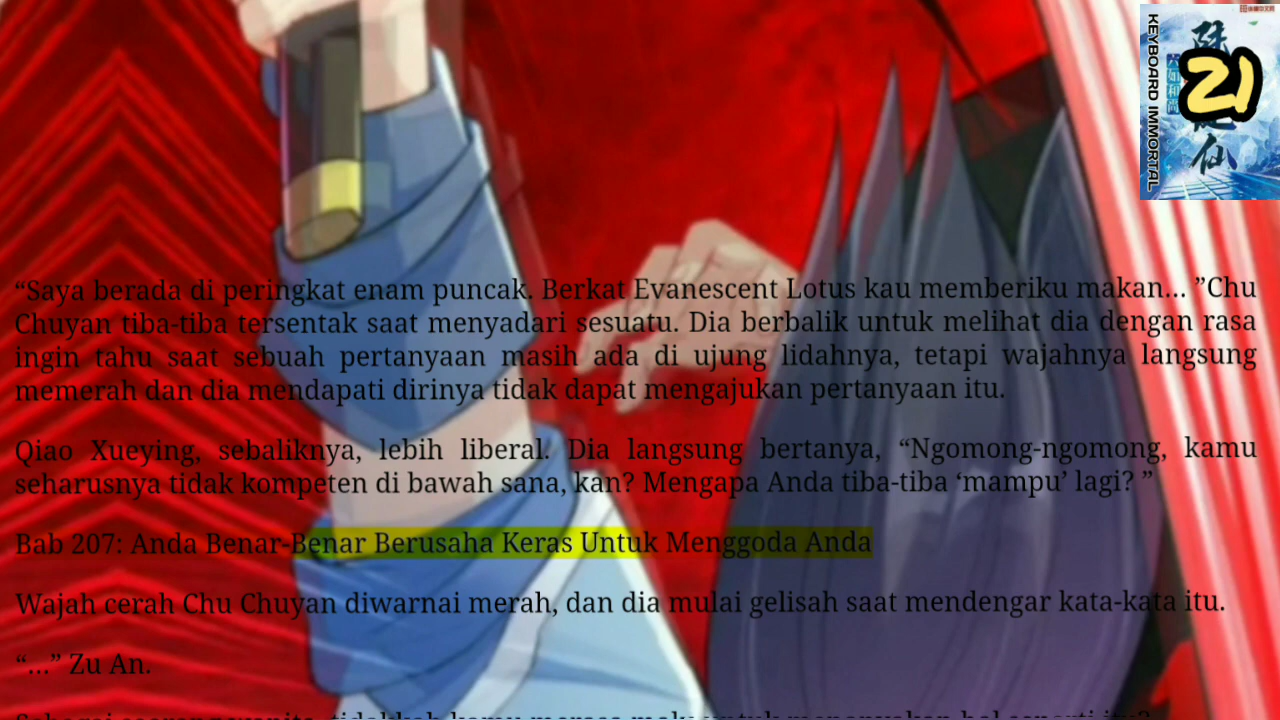 KEYBOARD IMMORTAL
21
“Saya berada di peringkat enam puncak. Berkat Evanescent Lotus kau memberiku makan... ”Chu
Chuyan tiba-tiba tersentak saat menyadari sesuatu. Dia berbalik untuk melihat dia dengan rasa
ingin tahu saat sebuah pertanyaan masih ada di ujung lidahnya, tetapi wajahnya langsung
memerah dan dia mendapati dirinya tidak dapat mengajukan pertanyaan itu.
Qiao Xueying, sebaliknya, lebih liberal. Dia langsung bertanya, “Ngomong-ngomong, kamu
seharusnya tidak kompeten di bawah sana, kan? Mengapa Anda tiba-tiba ‘mampu’ lagi? ”
Bab 207: Anda Benar-Benar Berusaha Keras Untuk Menggoda Anda
Wajah cerah Chu Chuyan diwarnai merah, dan dia mulai gelisah saat mendengar kata-kata itu.
“...” Zu An.